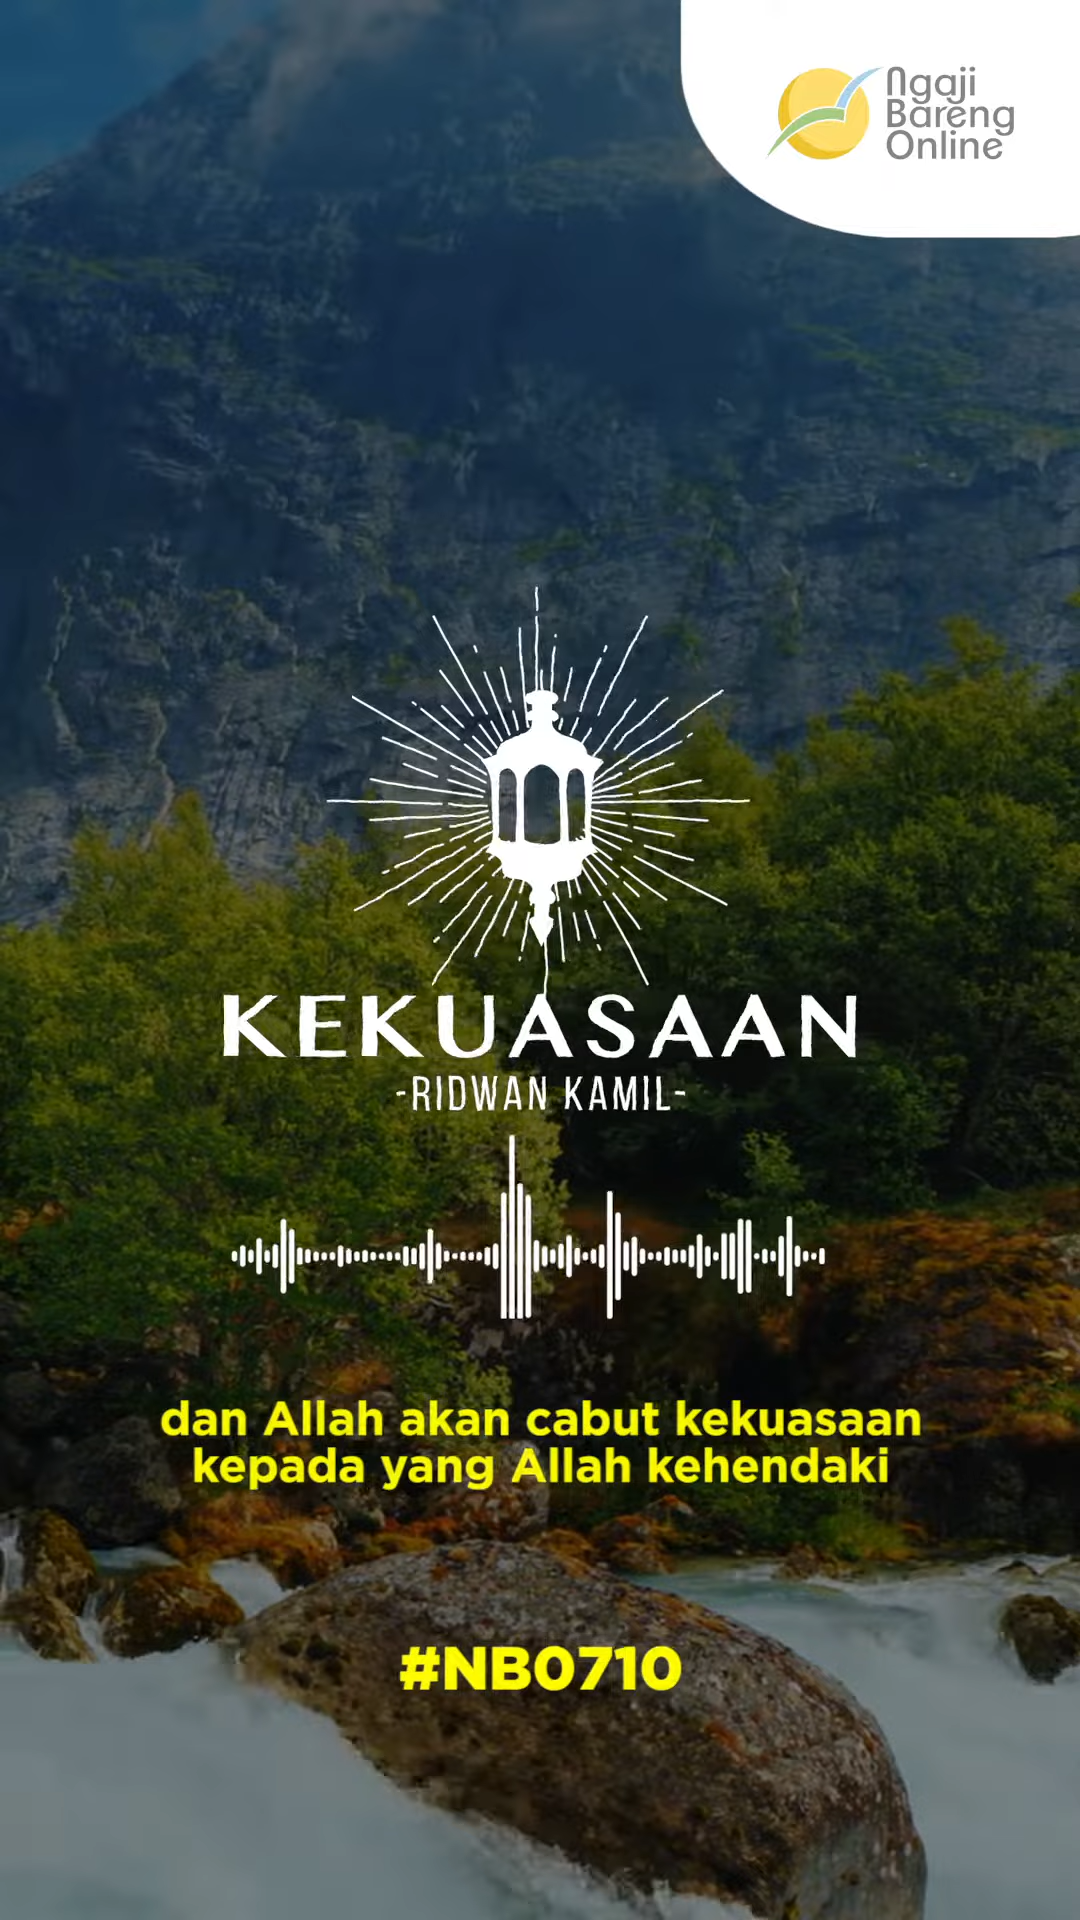 Ngaji
Bareng
Online
KEKUASAAN
-RIDWAN KAMIL-
dan Allah akan cabut kekuasaan
kepada yang Allah kehendaki
#NB0710